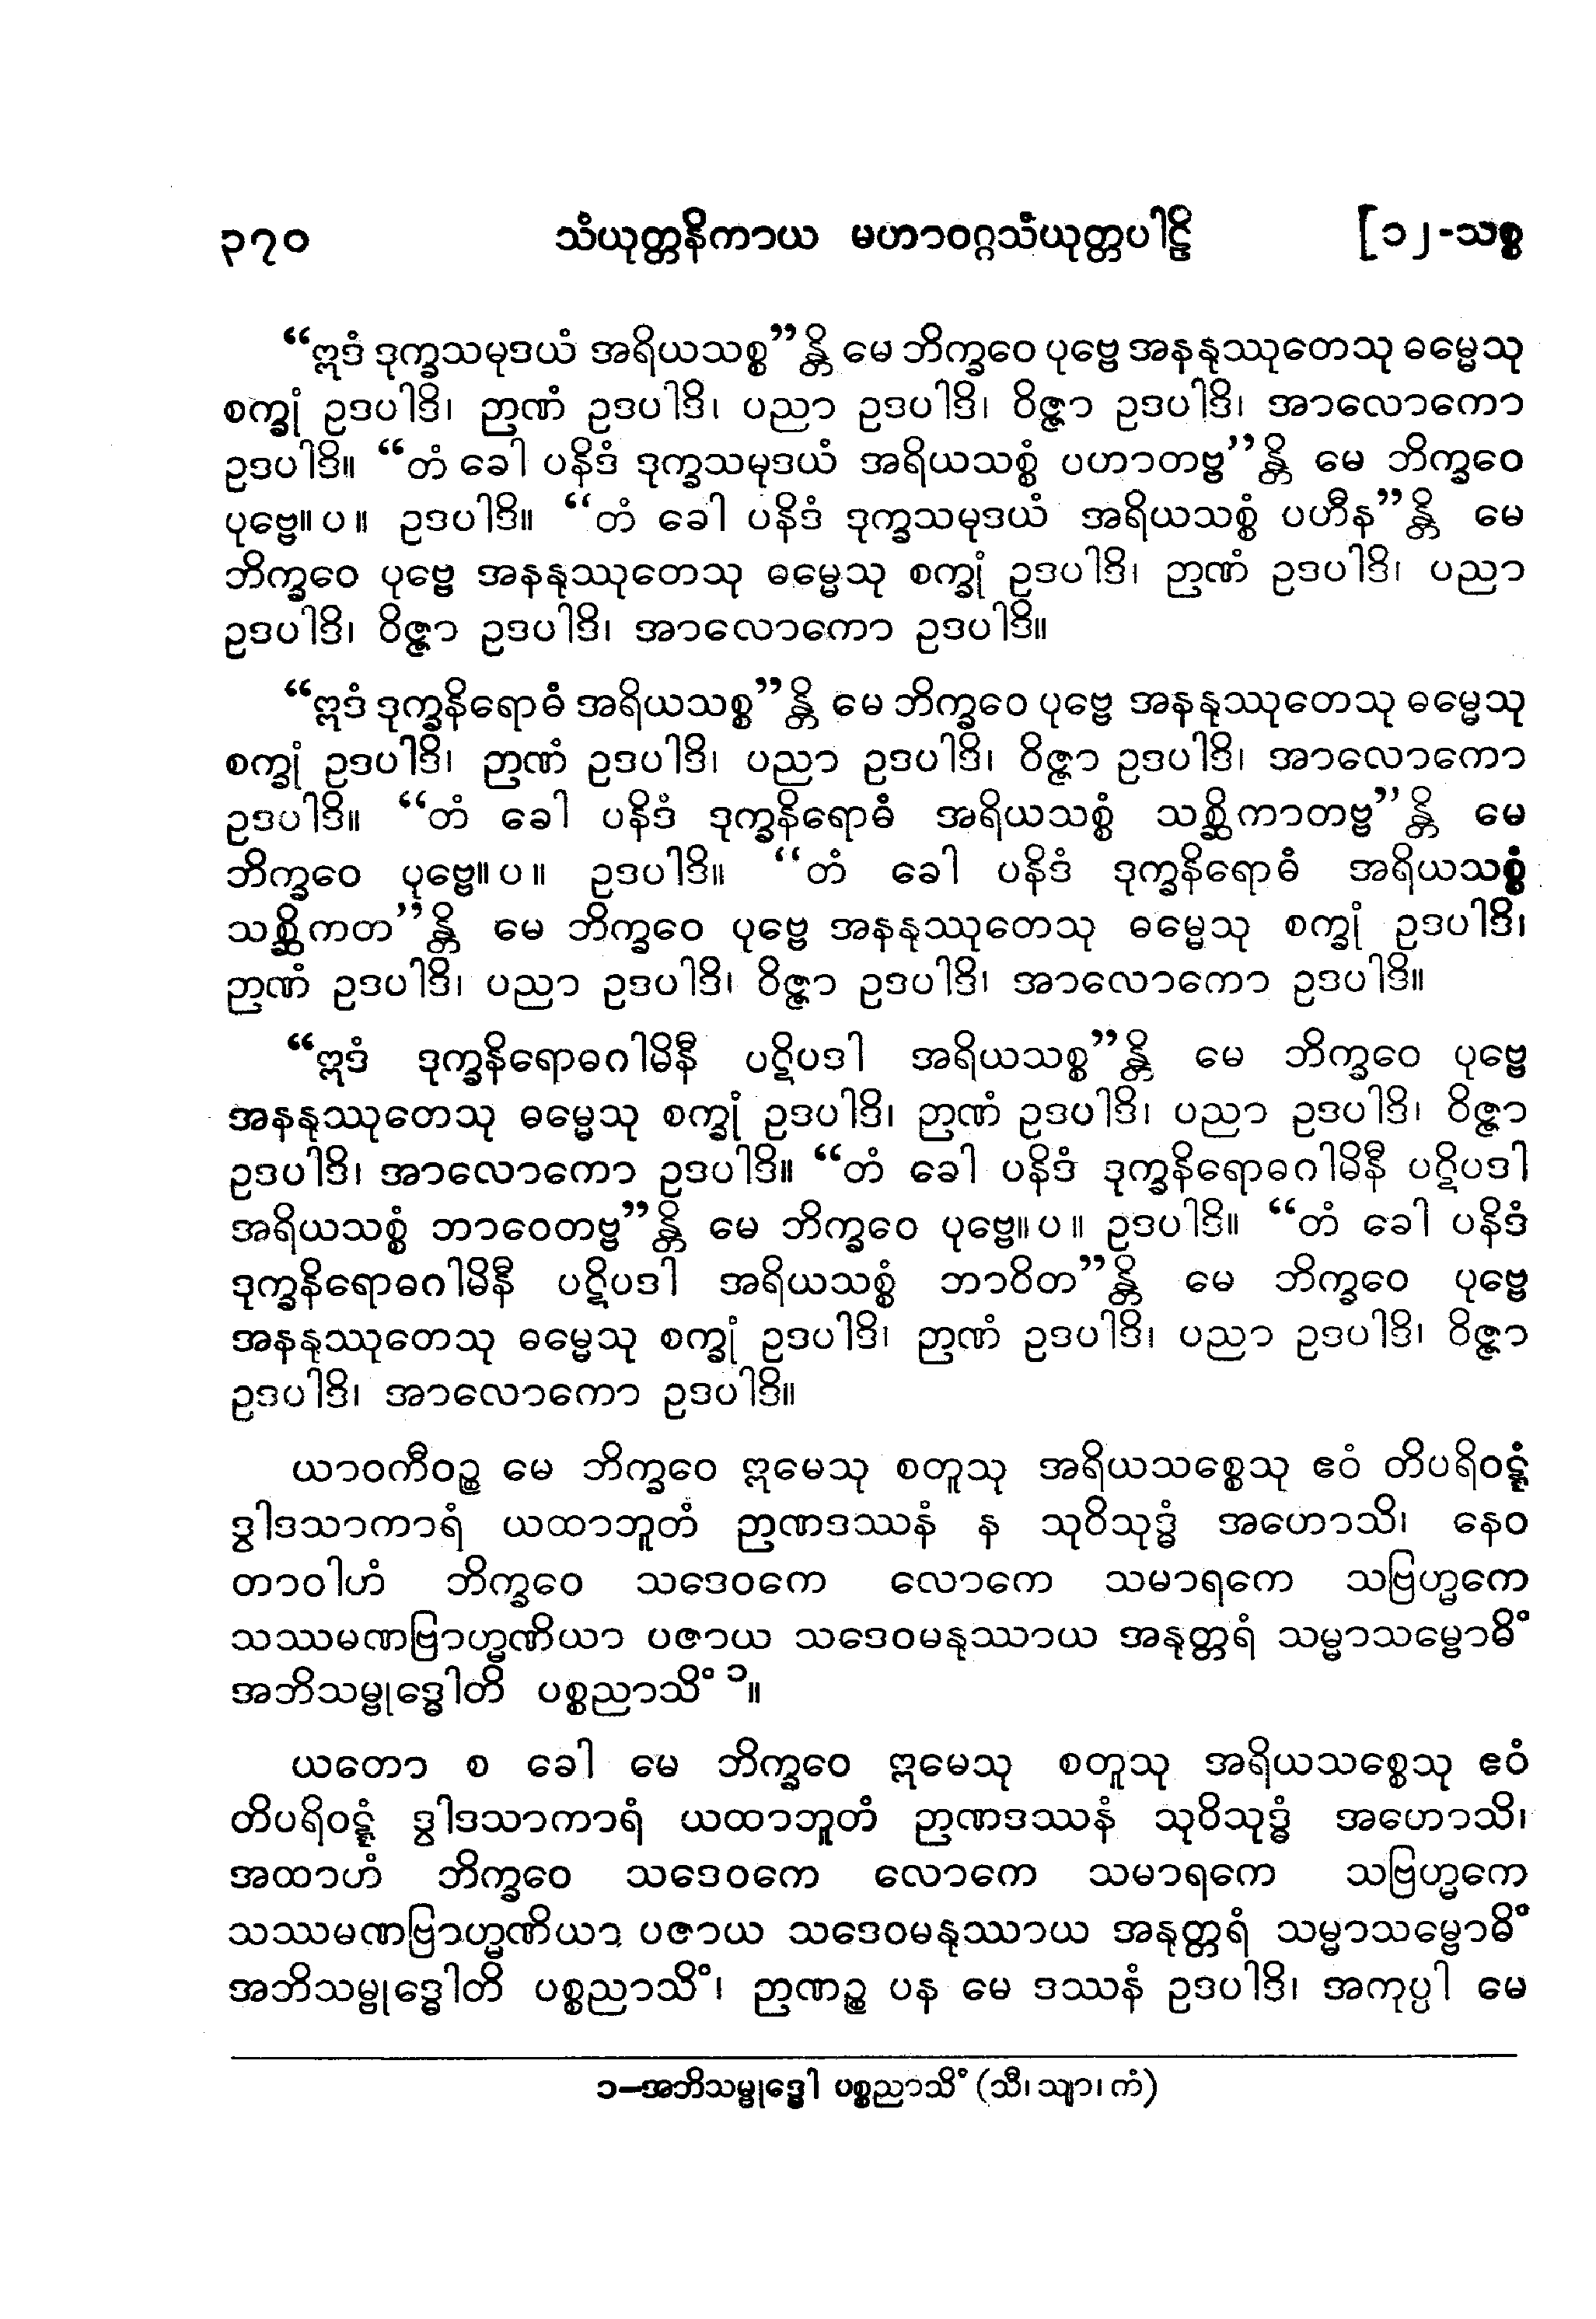 ၃၇၀ သံယုတ္တနိကာယ မဟာဝဂ္ဂသံယုတ္တပါဠိ [၁၂-သစ္စ
“ဣဒံ ဒုက္ခသမုဒယံ အရိယသစ္စ”န္တိ မေ ဘိက္ခဝေ ပုဗ္ဗေ အနနုဿုတေသု ဓမ္မေသု
စက္ခုံ ဥဒပါဒိ၊ ဉာဏံ ဥဒပါဒိ၊ ပညာ ဥဒပါဒိ၊ ဝိဇ္ဇာ ဥဒပါဒိ၊ အာလောကော
ဥဒပါဒိ။ “တံ ခေါ ပနိဒံ ဒုက္ခသမုဒယံ အရိယသစ္စံ ပဟာတဗ္ဗ”န္တိ မေ ဘိက္ခဝေ
ပုဗ္ဗေ။ ပ ။ ဥဒပါဒိ။ “တံ ခေါ ပနိဒံ ဒုက္ခသမုဒယံ အရိယသစ္စံ ပဟီန”န္တိ မေ
ဘိက္ခဝေ ပုဗ္ဗေ အနနုဿုတေသု ဓမ္မေသု စက္ခုံ ဥဒပါဒိ၊ ဉာဏံ ဥဒပါဒိ၊ ပညာ
ဥဒပါဒိ၊ ဝိဇ္ဇာ ဥဒပါဒိ၊ အာလောကော ဥဒပါဒိ။
“ဣဒံ ဒုက္ခနိရောဓံ အရိယသစ္စ”န္တိ မေ ဘိက္ခဝေ ပုဗ္ဗေ အနနုဿုတေသု ဓမ္မေသု
စက္ခုံ ဥဒပါဒိ၊ ဉာဏံ ဥဒပါဒိ၊ ပညာ ဥဒပါဒိ၊ ဝိဇ္ဇာ ဥဒပါဒိ၊ အာလောကော
ဥဒပါဒိ။ “တံ ခေါ ပနိဒံ ဒုက္ခနိရောဓံ အရိယသစ္စံ သစ္ဆိကာတဗ္ဗ”န္တိ မေ
ဘိက္ခဝေ ပုဗ္ဗေ။ ပ ။ ဥဒပါဒိ။ “တံ ခေါ ပနိဒံ ဒုက္ခနိရောဓံ အရိယသစ္စံ
သစ္ဆိကတ”န္တိ မေ ဘိက္ခဝေ ပုဗ္ဗေ အနနုဿုတေသု ဓမ္မေသု စက္ခုံ ဥဒပါဒိ၊
ဉာဏံ ဥဒပါဒိ၊ ပညာ ဥဒပါဒိ၊ ဝိဇ္ဇာ ဥဒပါဒိ၊ အာလောကော ဥဒပါဒိ။
“ဣဒံ ဒုက္ခနိရောဓဂါမိနီ ပဋိပဒါ အရိယသစ္စ”န္တိ မေ ဘိက္ခဝေ ပုဗ္ဗေ
အနနုဿုတေသု ဓမ္မေသု စက္ခုံ ဥဒပါဒိ၊ ဉာဏံ ဥဒပါဒိ၊ ပညာ ဥဒပါဒိ၊ ဝိဇ္ဇာ
ဥဒပါဒိ၊ အာလောကော ဥဒပါဒိ။ “တံ ခေါ ပနိဒံ ဒုက္ခနိရောဓဂါမိနီ ပဋိပဒါ
အရိယသစ္စံ ဘာဝေတဗ္ဗ”န္တိ မေ ဘိက္ခဝေ ပုဗ္ဗေ။ ပ ။ ဥဒပါဒိ။ “တံ ခေါ ပနိဒံ
ဒုက္ခနိရောဓဂါမိနီ ပဋိပဒါ အရိယသစ္စံ ဘာဝိတ”န္တိ မေ ဘိက္ခဝေ ပုဗ္ဗေ
အနနုဿုတေသု ဓမ္မေသု စက္ခုံ ဥဒပါဒိ၊ ဉာဏံ ဥဒပါဒိ၊ ပညာ ဥဒပါဒိ၊ ဝိဇ္ဇာ
ဥဒပါဒိ၊ အာလောကော ဥဒပါဒိ။
ယာဝကီဝဉ္စ မေ ဘိက္ခဝေ ဣမေသု စတူသု အရိယသစ္စေသု ဧဝံ တိပရိဝဋ္ဋံ
ဒွါဒသာကာရံ ယထာဘူတံ ဉာဏဒဿနံ န သုဝိသုဒ္ဓံ အဟောသိ၊ နေဝ
တာဝါဟံ ဘိက္ခဝေ သဒေဝကေ လောကေ သမာရကေ သဗြဟ္မကေ
သဿမဏဗြာဟ္မဏိယာ ပဇာယ သဒေဝမနုဿာယ အနုတ္တရံ သမ္မာသမ္ဗောဓိံ
အဘိသမ္ဗုဒ္ဓေါတိ ပစ္စညာသိံ ၁။
ယတော စ ခေါ မေ ဘိက္ခဝေ ဣမေသု စတူသု အရိယသစ္စေသု ဧဝံ
တိပရိဝဋ္ဋံ ဒွါဒသာကာရံ ယထာဘူတံ ဉာဏဒဿနံ သုဝိသုဒ္ဓံ အဟောသိ၊
အထာဟံ ဘိက္ခဝေ သဒေဝကေ လောကေ သမာရကေ သဗြဟ္မကေ
သဿမဏဗြာဟ္မဏိယာ ပဇာယ သဒေဝမနုဿာယ အနုတ္တရံ သမ္မာသမ္ဗောဓိံ
အဘိသမ္ဗုဒ္ဓေါတိ ပစ္စညာသိံ၊ ဉာဏဉ္စ ပန မေ ဒဿနံ ဥဒပါဒိ၊ အကုပ္ပါ မေ
၁—အဘိသမ္ဗုဒ္ဓေါ ပစ္စညာသိံ (သီ၊ သျာ၊ ကံ)